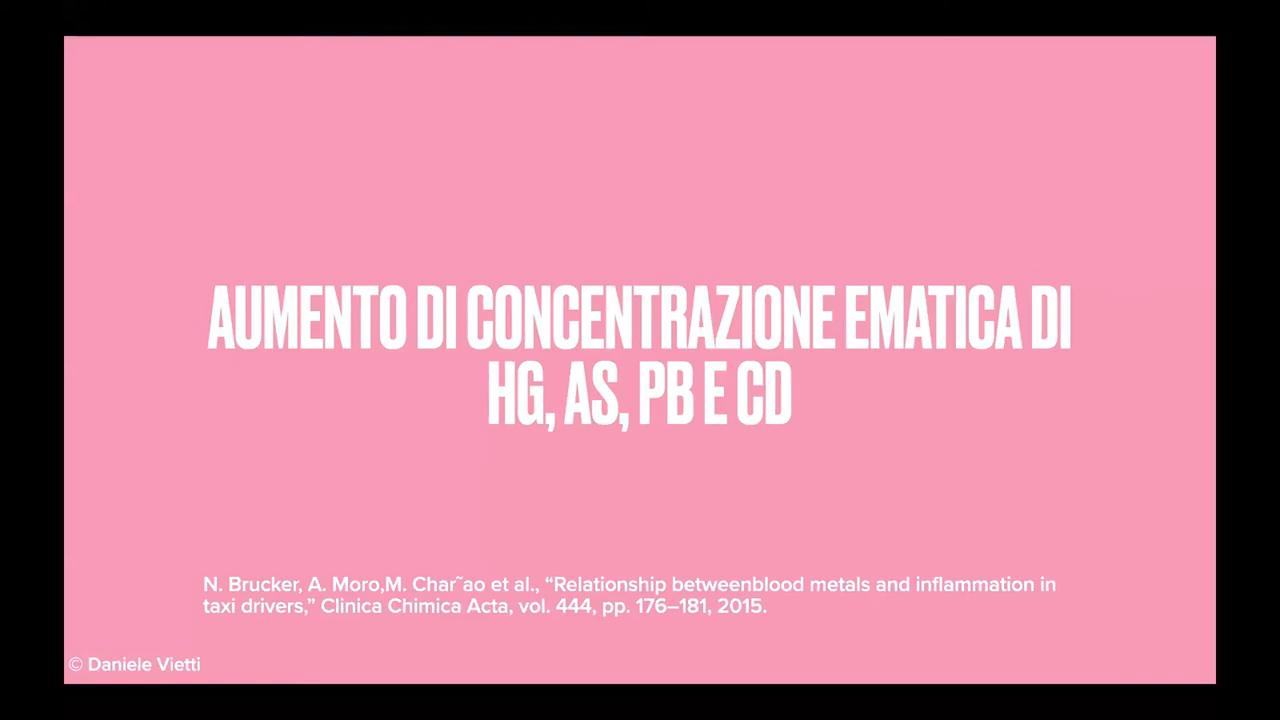 AUMENTO DI CONCENTRAZIONE EMATICA DI
HG, AS, PB E CD
N. Brucker, A. Moro,M. Char˜ao et al., “Relationship betweenblood metals and inflammation in
taxi drivers,” Clinica Chimica Acta, vol. 444, pp. 176–181, 2015.
© Daniele Vietti